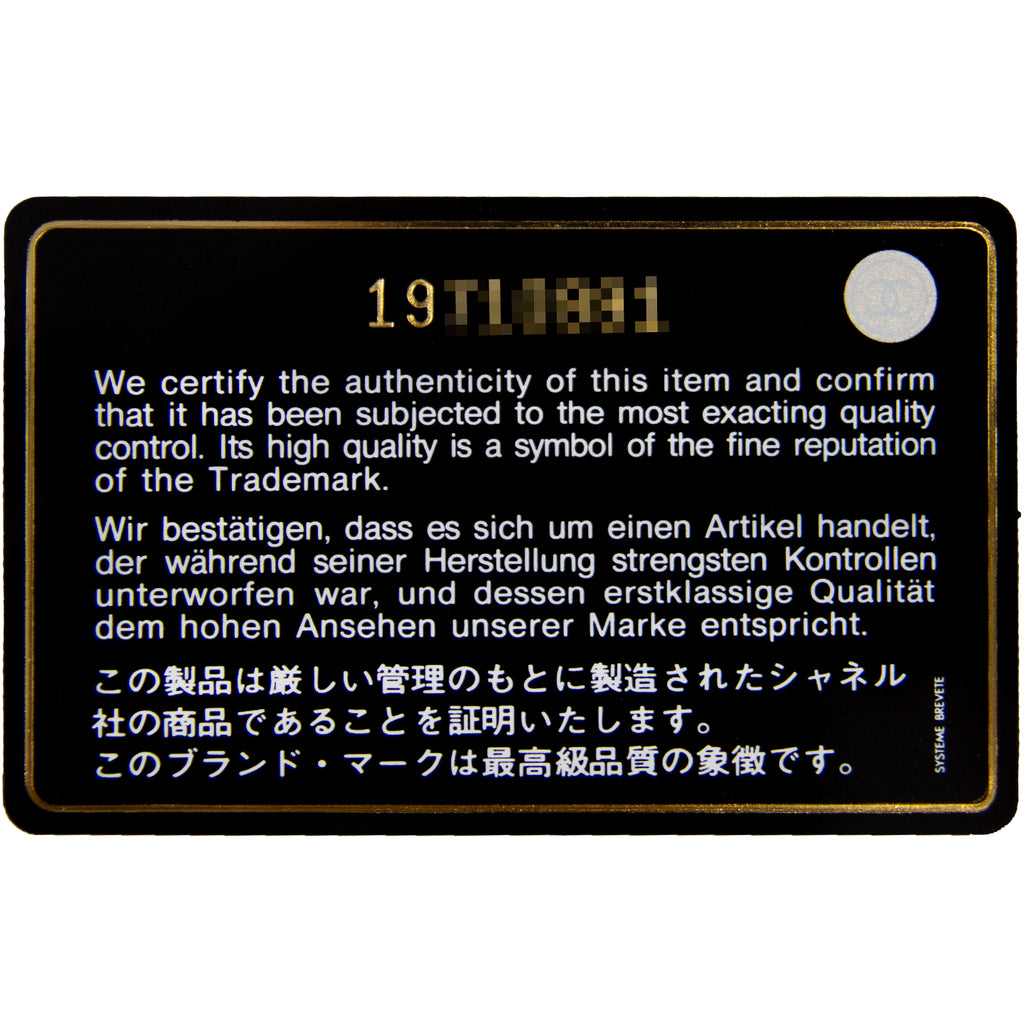 19
We certify the authenticity of this item and confirm
that it has been subjected to the most exacting quality
control. Its high quality is a symbol of the fine reputation
of the Trademark.
Wir bestätigen, dass es sich um einen Artikel handelt,
der während seiner Herstellung strengsten Kontrollen
unterworfen war, und dessen erstklassige Qualität
dem hohen Ansehen unserer Marke entspricht.
この製品は厳しい管理のもとに製造されたシャネル
社の商品であることを証明いたします。
このブランド・マークは最高級品質の象徴です。
SYSTEME BREVETE